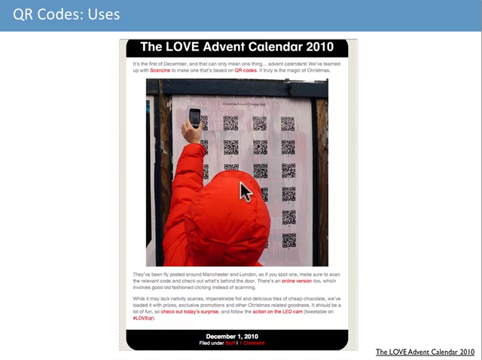 QR Codes: Uses
The LOVE Advent Calendar 2010
It's the first of December, and that can only mean one thing... advent calendars! We've teamed
up with Scanzine to make one that's based on QR codes. It truly is the magic of Christmas.
They've been fly posted around Manchester and London, so if you spot one, make sure to scan
the relevant code and check out what's behind the door. There's an online version too, which
involves good old fashioned clicking instead of scanning.
While it may lack nativity scenes, impenetrable foil and delicious tiles of cheap chocolate, we've
loaded it with prizes, exclusive promotions and other Christmas related goodness. It should be a
lot of fun, so check out today's surprise, and follow the action on the LED cam (tweetable on
December 1, 2010
Filed under Stuff // 1 Comment
The LOVE Advent Calendar 2010